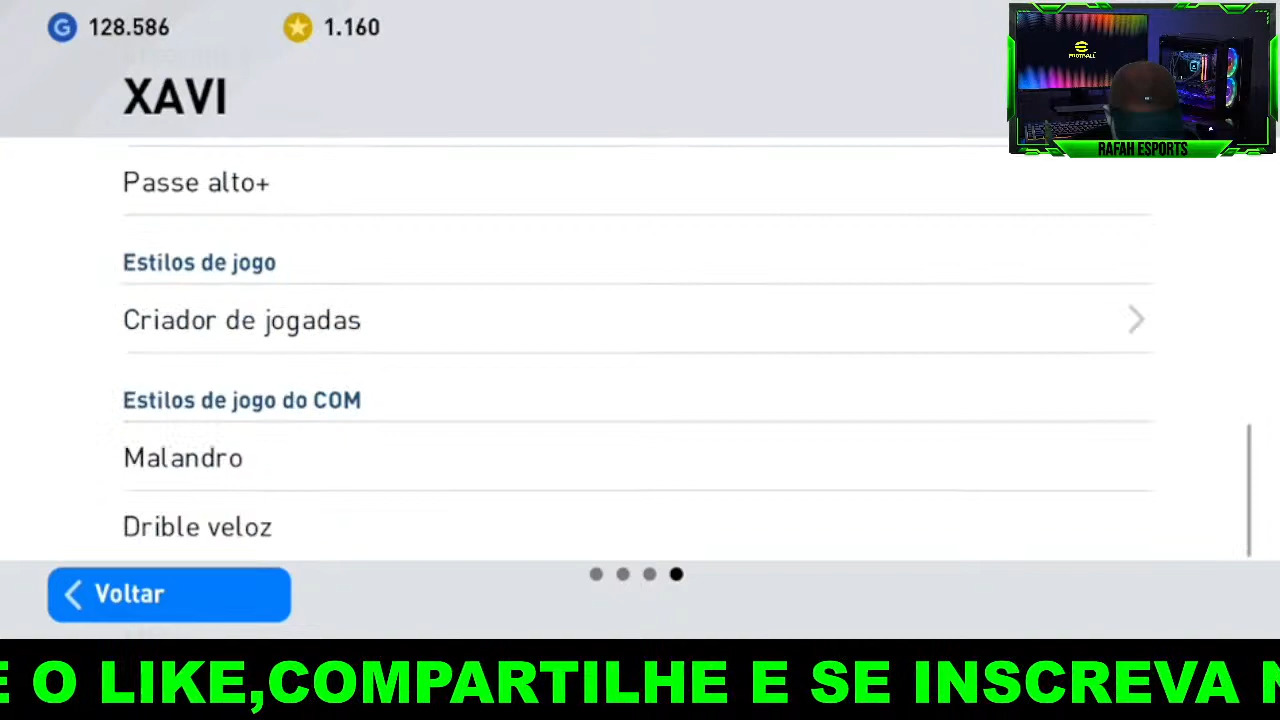 128.586
1.160
XAVI
Passe alto+
Estilos de jogo
Criador de jogadas
Estilos de jogo do COM
Malandro
Drible veloz
Voltar
RAFAH ESPORTS
E O LIKE,COMPARTILHE E SE INSCREVA N